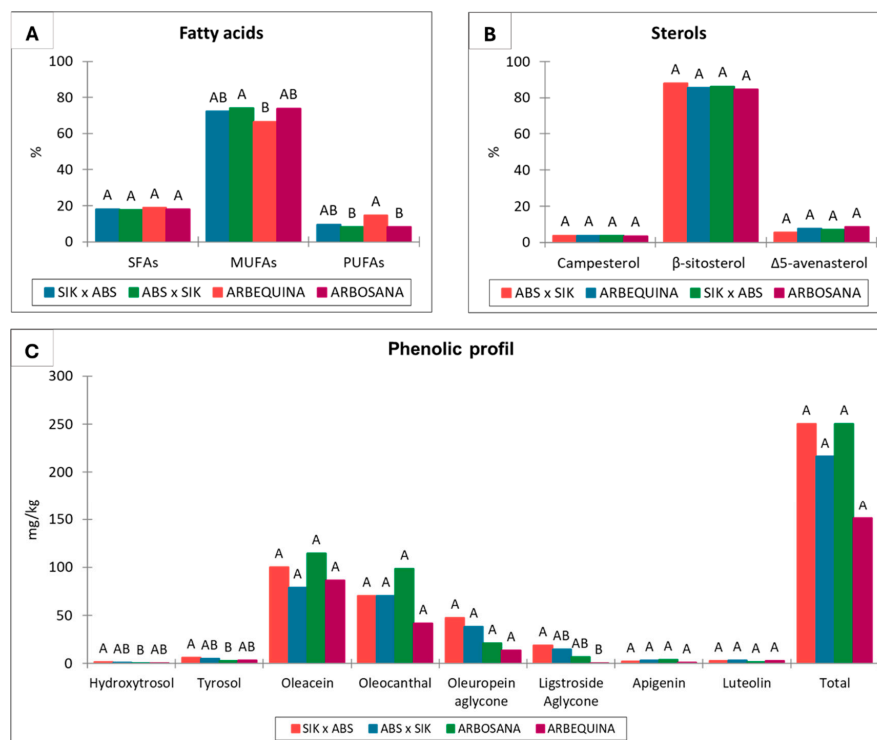 A
Fatty acids
100
80
60
40
20
0
%
A A A A
AB A B AB
AB B A B
SFAs MUFAs PUFAs
SIK x ABS ABS x SIK ARBEQUINA ARBOSANA
B
Sterols
100
80
60
40
20
0
%
A A A A
A A A A
A A A A
Campesterol β-sitosterol Δ5-avenasterol
ABS x SIK ARBEQUINA SIK x ABS ARBOSANA
C
Phenolic profil
300
250
200
150
100
50
0
mg/kg
A AB B AB
A AB B AB
A A A A
A A A A
A A A A
A AB AB B
A A A A
A A A A
A A A A
Hydroxytrosol Tyrosol Oleacein Oleocanthal Oleuropein Ligstroside Apigenin Luteolin Total
aglycone Aglycone
SIK x ABS ABS x SIK ARBOSANA ARBEQUINA